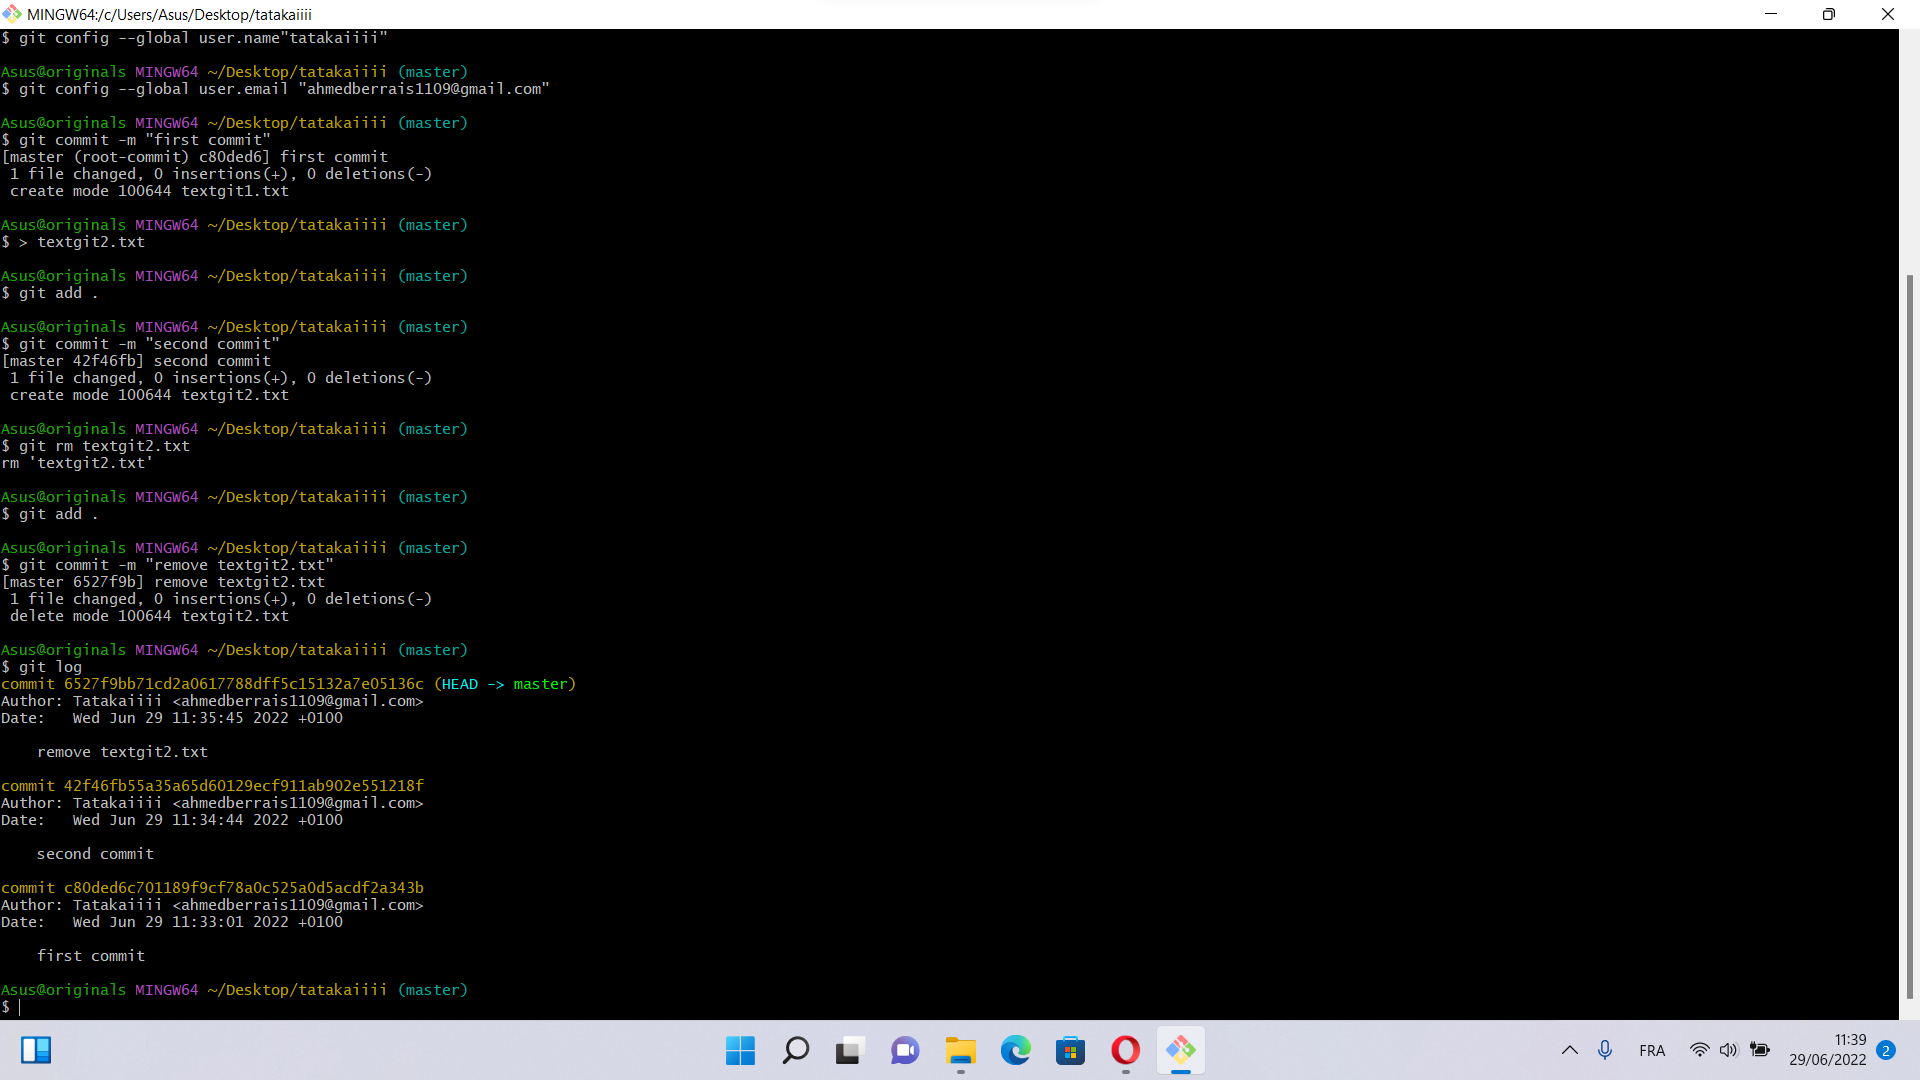 MINGW64:/c/Users/Asus/Desktop/tatakaiiii
$ git config --global user.name"tatakaiiii"
Asus@originals MINGW64 ~/Desktop/tatakaiiii (master)
$ git config --global user.email "ahmedberrais1109@gmail.com"
Asus@originals MINGW64 ~/Desktop/tatakaiiii (master)
$ git commit -m "first commit"
[master (root-commit) c80ded6] first commit
1 file changed, 0 insertions(+), 0 deletions(-)
create mode 100644 textgit1.txt
Asus@originals MINGW64 ~/Desktop/tatakaiiii (master)
$ > textgit2.txt
Asus@originals MINGW64 ~/Desktop/tatakaiiii (master)
$ git add .
Asus@originals MINGW64 ~/Desktop/tatakaiiii (master)
$ git commit -m "second commit"
[master 42f46fb] second commit
1 file changed, 0 insertions(+), 0 deletions(-)
create mode 100644 textgit2.txt
Asus@originals MINGW64 ~/Desktop/tatakaiiii (master)
$ git rm textgit2.txt
rm 'textgit2.txt'
Asus@originals MINGW64 ~/Desktop/tatakaiiii (master)
$ git add .
Asus@originals MINGW64 ~/Desktop/tatakaiiii (master)
$ git commit -m "remove textgit2.txt"
[master 6527f9b] remove textgit2.txt
1 file changed, 0 insertions(+), 0 deletions(-)
delete mode 100644 textgit2.txt
Asus@originals MINGW64 ~/Desktop/tatakaiiii (master)
$ git log
commit 6527f9bb71cd2a0617788dff5c15132a7e05136c (HEAD -> master)
Author: Tatakaiiii <ahmedberrais1109@gmail.com>
Date:   Wed Jun 29 11:35:45 2022 +0100
remove textgit2.txt
commit 42f46fb55a35a65d60129ecf911ab902e551218f
Author: Tatakaiiii <ahmedberrais1109@gmail.com>
Date:   Wed Jun 29 11:34:44 2022 +0100
second commit
commit c80ded6c701189f9cf78a0c525a0d5acdf2a343b
Author: Tatakaiiii <ahmedberrais1109@gmail.com>
Date:   Wed Jun 29 11:33:01 2022 +0100
first commit
Asus@originals MINGW64 ~/Desktop/tatakaiiii (master)
$
FRA
11:39
29/06/2022
2